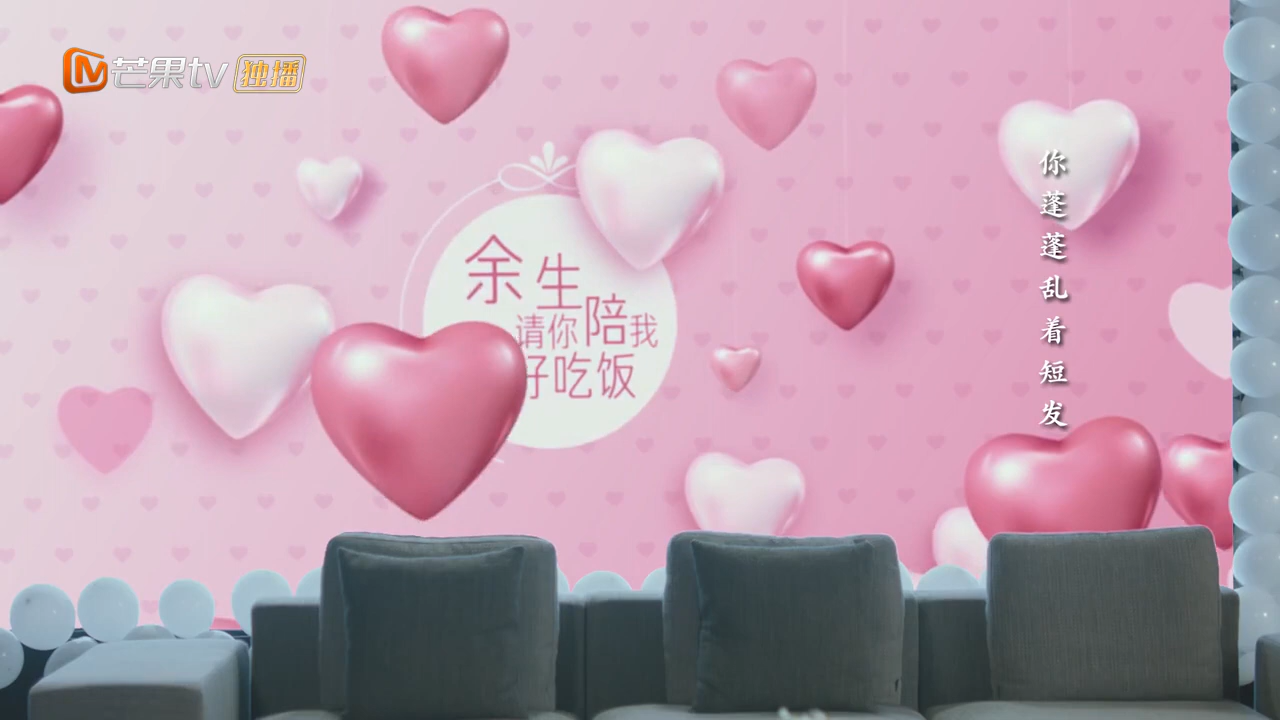 芒果tv 独播
余生
请你陪我
好吃饭
你蓬蓬乱着短发